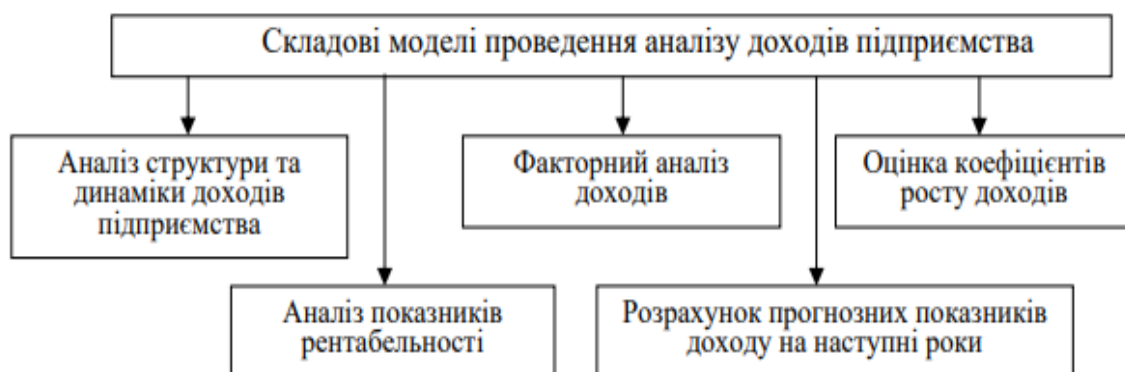 Складові моделі проведення аналізу доходів підприємства
Аналіз структури та
динаміки доходів
підприємства
Факторний аналіз
доходів
Оцінка коефіцієнтів
росту доходів
Аналіз показників
рентабельності
Розрахунок прогнозних показників
доходу на наступні роки